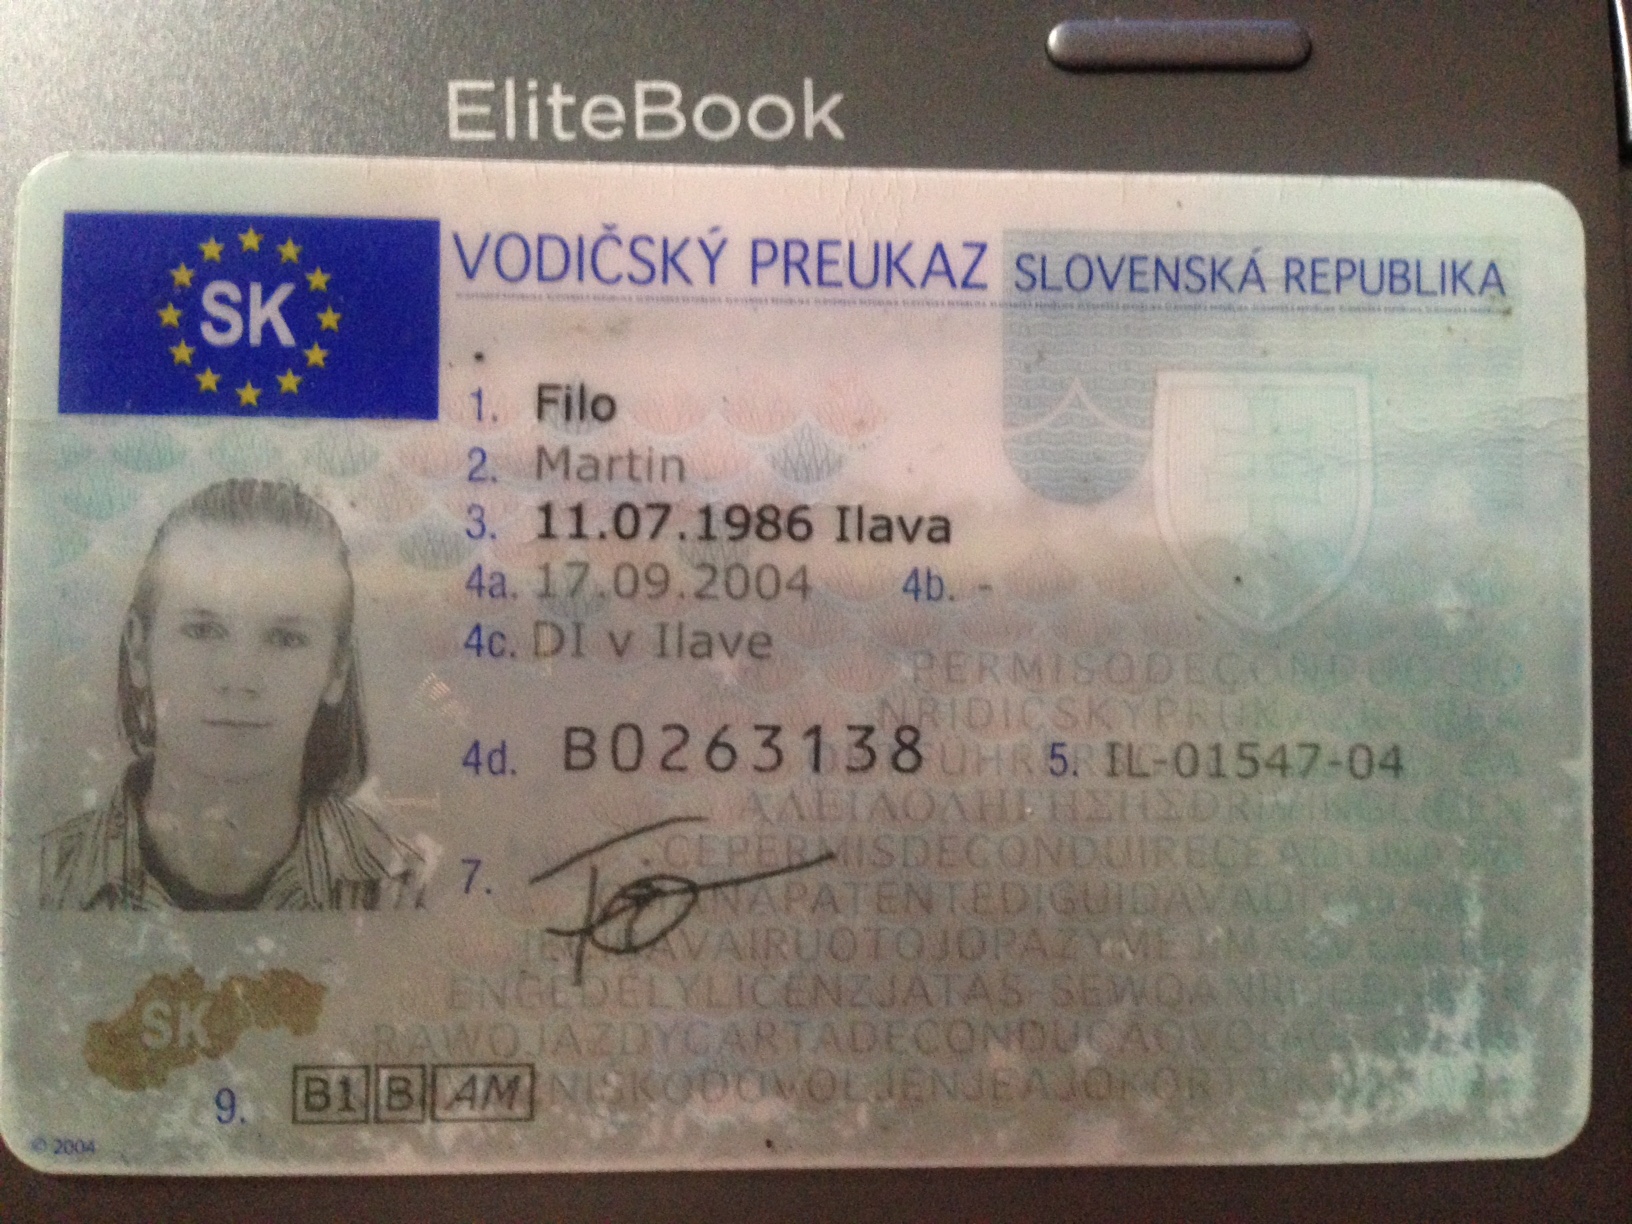 EliteBook
SK
VODIČSKÝ PREUKAZ SLOVENSKÁ REPUBLIKA
1. Filo
2. Martin
3. 11.07.1986 Ilava
4a. 17.09.2004 4b. -
4c. DI v Ilave
4d. B0263138 5. IL-01547-04
7.
SK
9. B1 B AM
© 2004